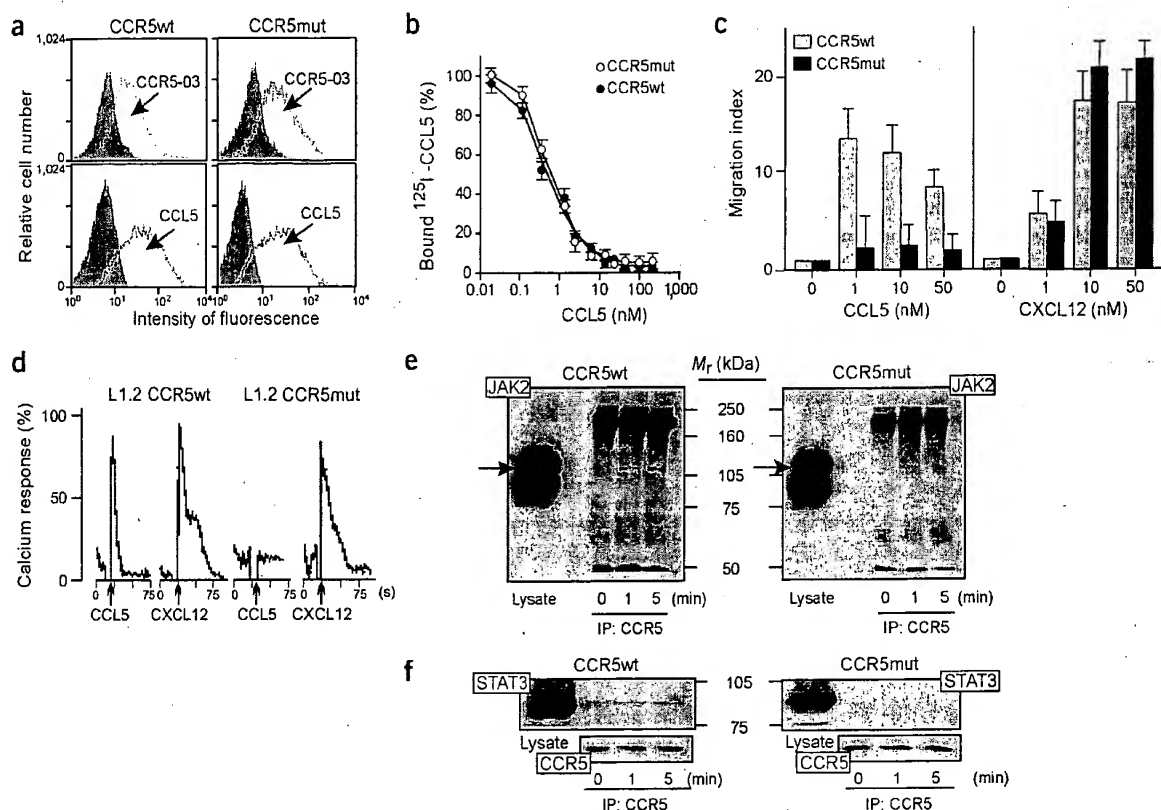 a
CCR5wt
CCR5mut
1,024
CCR5-03
CCR5-03
0
1,024
CCL5
CCL5
0
10⁰ 10¹ 10² 10⁴
10⁰ 10¹ 10² 10⁴
Relative cell number
Intensity of fluorescence
b
CCR5mut
CCR5wt
100
80
60
40
20
0
0.01 0.1 1 10 100 1,000
Bound ¹²⁵I -CCL5 (%)
CCL5 (nM)
c
CCR5wt
CCR5mut
20
10
0
Migration index
0 1 10 50
0 1 10 50
CCL5 (nM)
CXCL12 (nM)
d
L1.2 CCR5wt
L1.2 CCR5mut
100
50
0
Calcium response (%)
75 75 75 75 (s)
CCL5 CXCL12 CCL5 CXCL12
e
Mr (kDa)
CCR5wt
CCR5mut
JAK2
JAK2
250
160
105
75
50
Lysate 0 1 5 (min)
IP: CCR5
Lysate 0 1 5 (min)
IP: CCR5
f
CCR5wt
CCR5mut
STAT3
STAT3
105
75
Lysate
CCR5
0 1 5 (min)
IP: CCR5
Lysate
CCR5
0 1 5 (min)
IP: CCR5